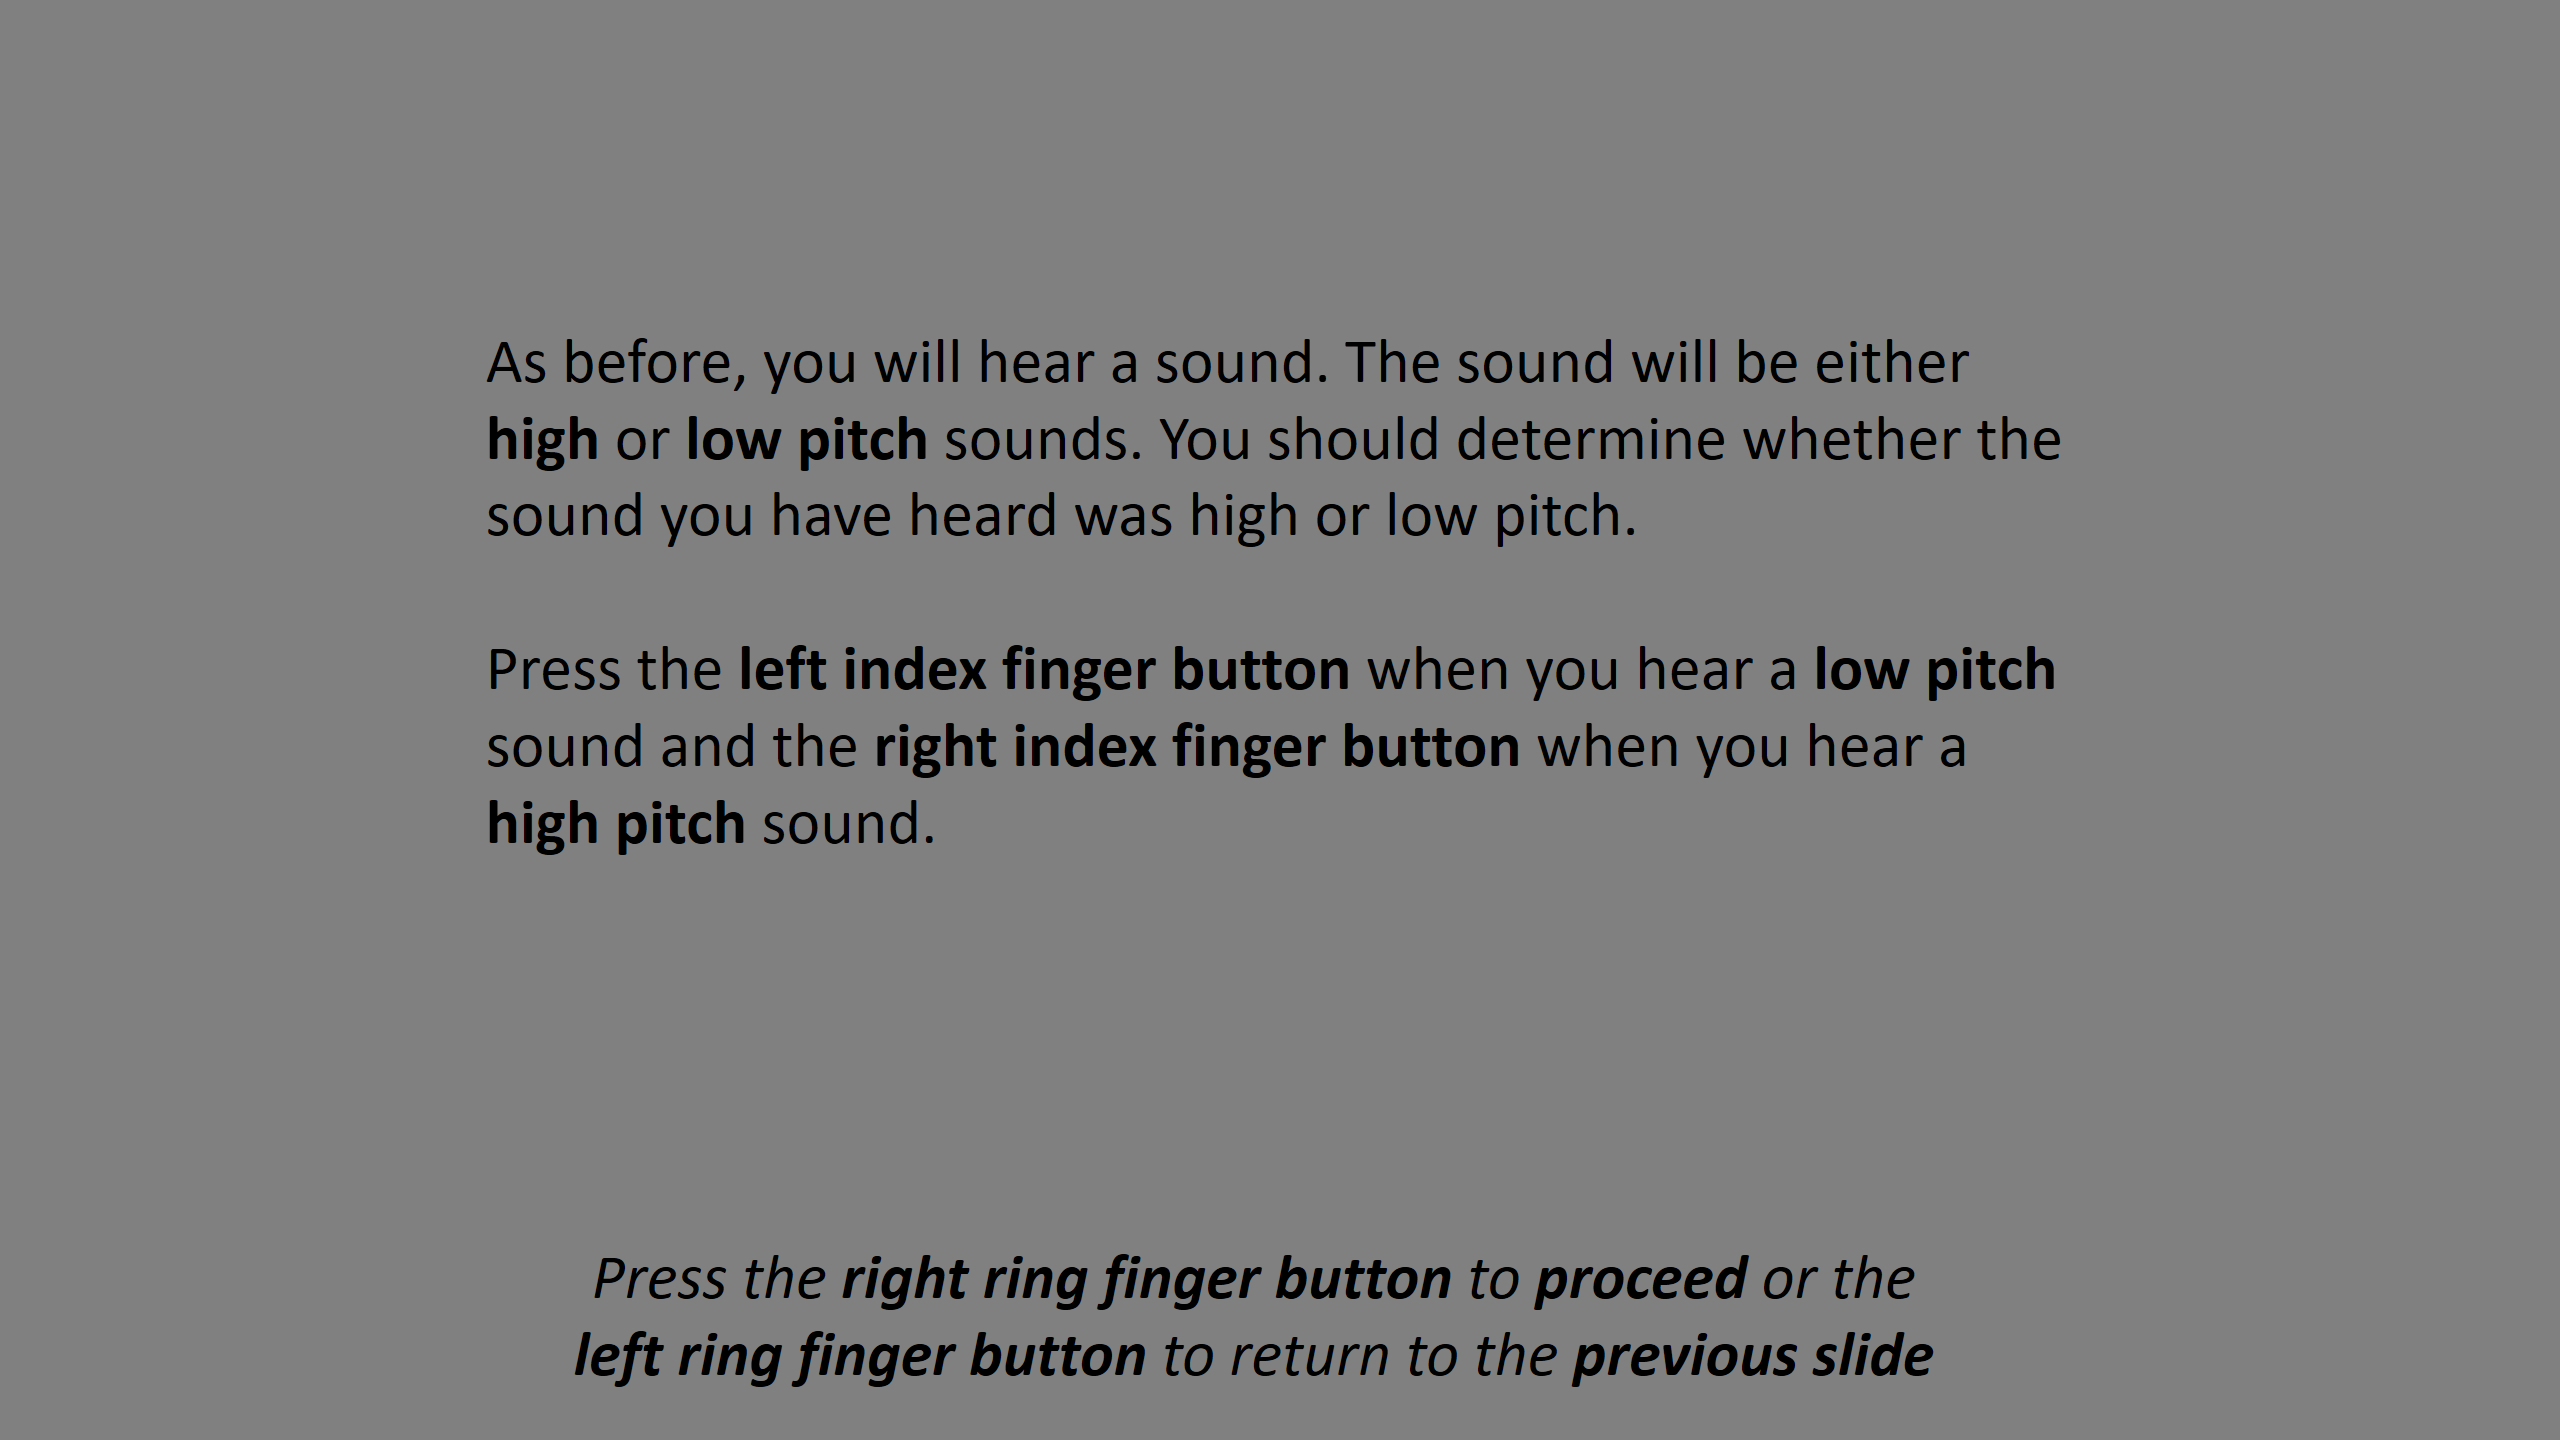 As before, you will hear a sound. The sound will be either
high or low pitch sounds. You should determine whether the
sound you have heard was high or low pitch.
Press the left index finger button when you hear a low pitch
sound and the right index finger button when you hear a
high pitch sound.
Press the right ring finger button to proceed or the
left ring finger button to return to the previous slide